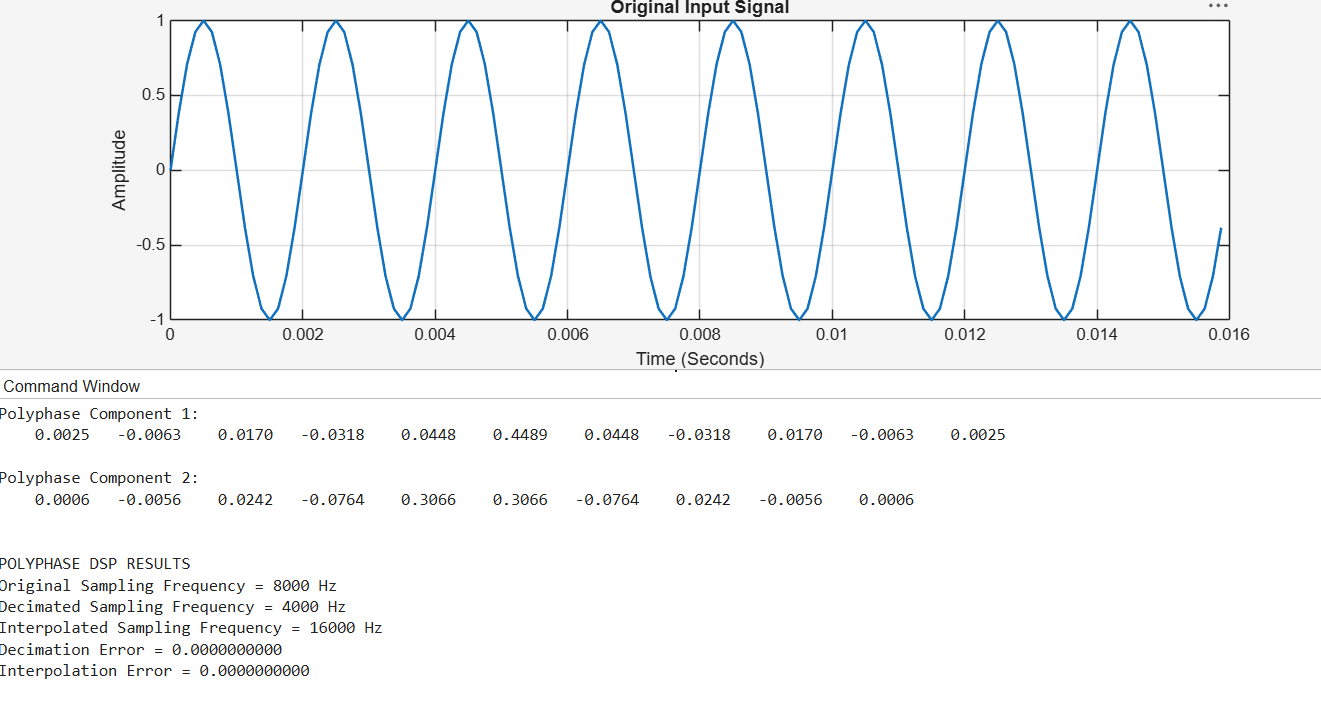 Original Input Signal
1
0.5
0
-0.5
-1
Amplitude
0 0.002 0.004 0.006 0.008 0.01 0.012 0.014 0.016
Time (Seconds)
Command Window
Polyphase Component 1:
0.0025 -0.0063 0.0170 -0.0318 0.0448 0.4489 0.0448 -0.0318 0.0170 -0.0063 0.0025
Polyphase Component 2:
0.0006 -0.0056 0.0242 -0.0764 0.3066 0.3066 -0.0764 0.0242 -0.0056 0.0006
POLYPHASE DSP RESULTS
Original Sampling Frequency = 8000 Hz
Decimated Sampling Frequency = 4000 Hz
Interpolated Sampling Frequency = 16000 Hz
Decimation Error = 0.0000000000
Interpolation Error = 0.0000000000